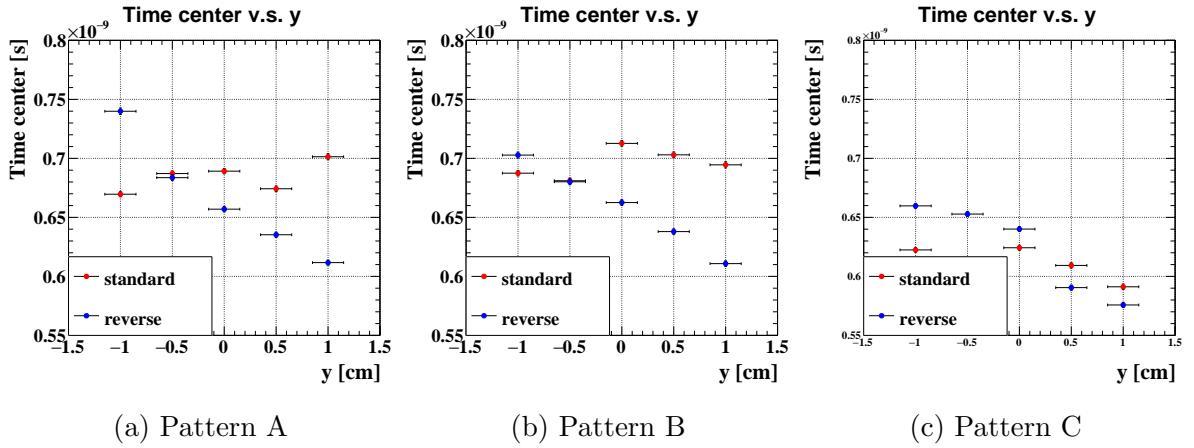 Time center v.s. y
×10⁻⁹
Time center [s]
0.8
0.75
0.7
0.65
0.6
0.55
standard
reverse
−1.5 −1 −0.5 0 0.5 1 1.5
y [cm]
(a) Pattern A
Time center v.s. y
×10⁻⁹
Time center [s]
0.8
0.75
0.7
0.65
0.6
0.55
standard
reverse
−1.5 −1 −0.5 0 0.5 1 1.5
y [cm]
(b) Pattern B
Time center v.s. y
×10⁻⁹
Time center [s]
0.8
0.75
0.7
0.65
0.6
0.55
standard
reverse
−1.5 −1 −0.5 0 0.5 1 1.5
y [cm]
(c) Pattern C